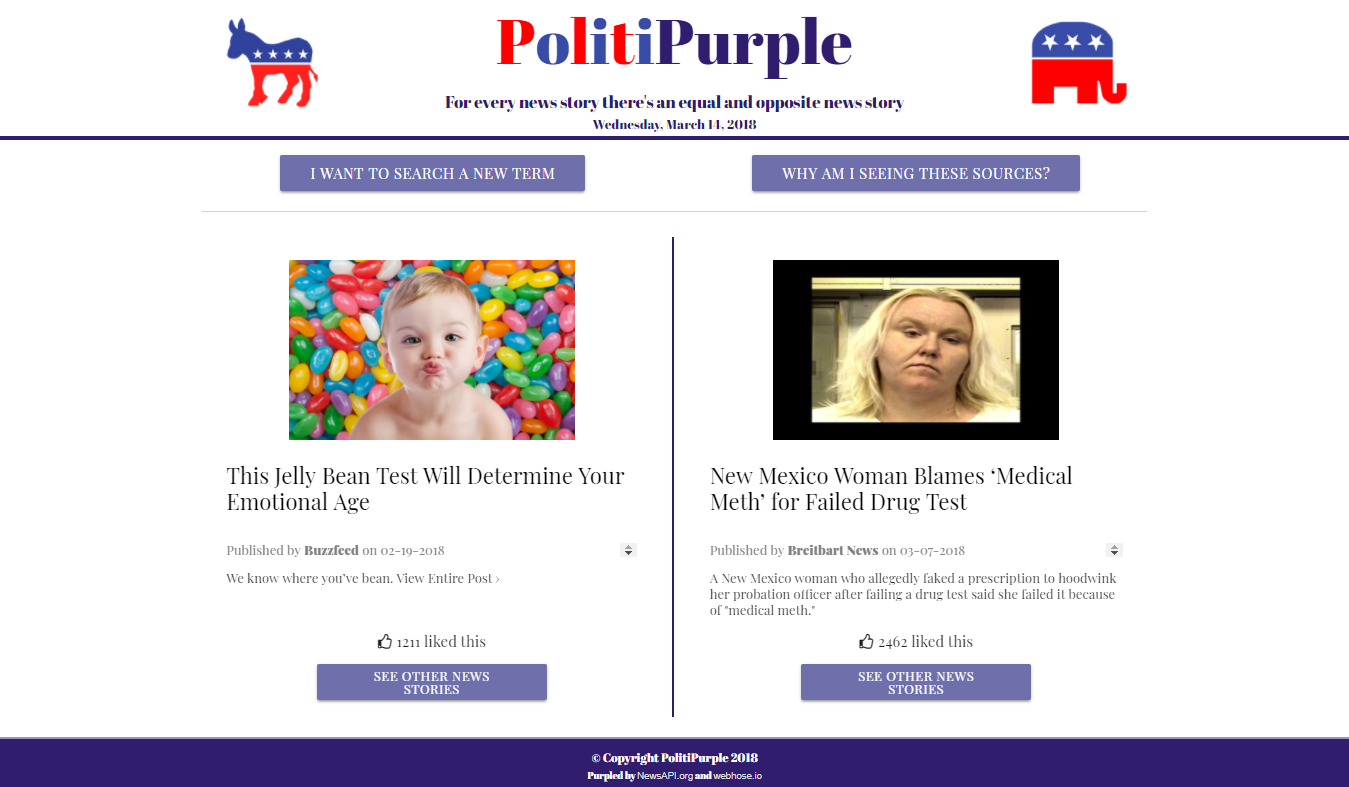 PolitiPurple
For every news story there's an equal and opposite news story
Wednesday, March 14, 2018
I WANT TO SEARCH A NEW TERM
WHY AM I SEEING THESE SOURCES?
This Jelly Bean Test Will Determine Your
Emotional Age
Published by Buzzfeed on 02-19-2018
We know where you've bean. View Entire Post ›
1211 liked this
SEE OTHER NEWS
STORIES
New Mexico Woman Blames ‘Medical
Meth’ for Failed Drug Test
Published by Breitbart News on 03-07-2018
A New Mexico woman who allegedly faked a prescription to hoodwink
her probation officer after failing a drug test said she failed it because
of "medical meth."
2462 liked this
SEE OTHER NEWS
STORIES
© Copyright PolitiPurple 2018
Purpled by NewsAPI.org and webhose.io